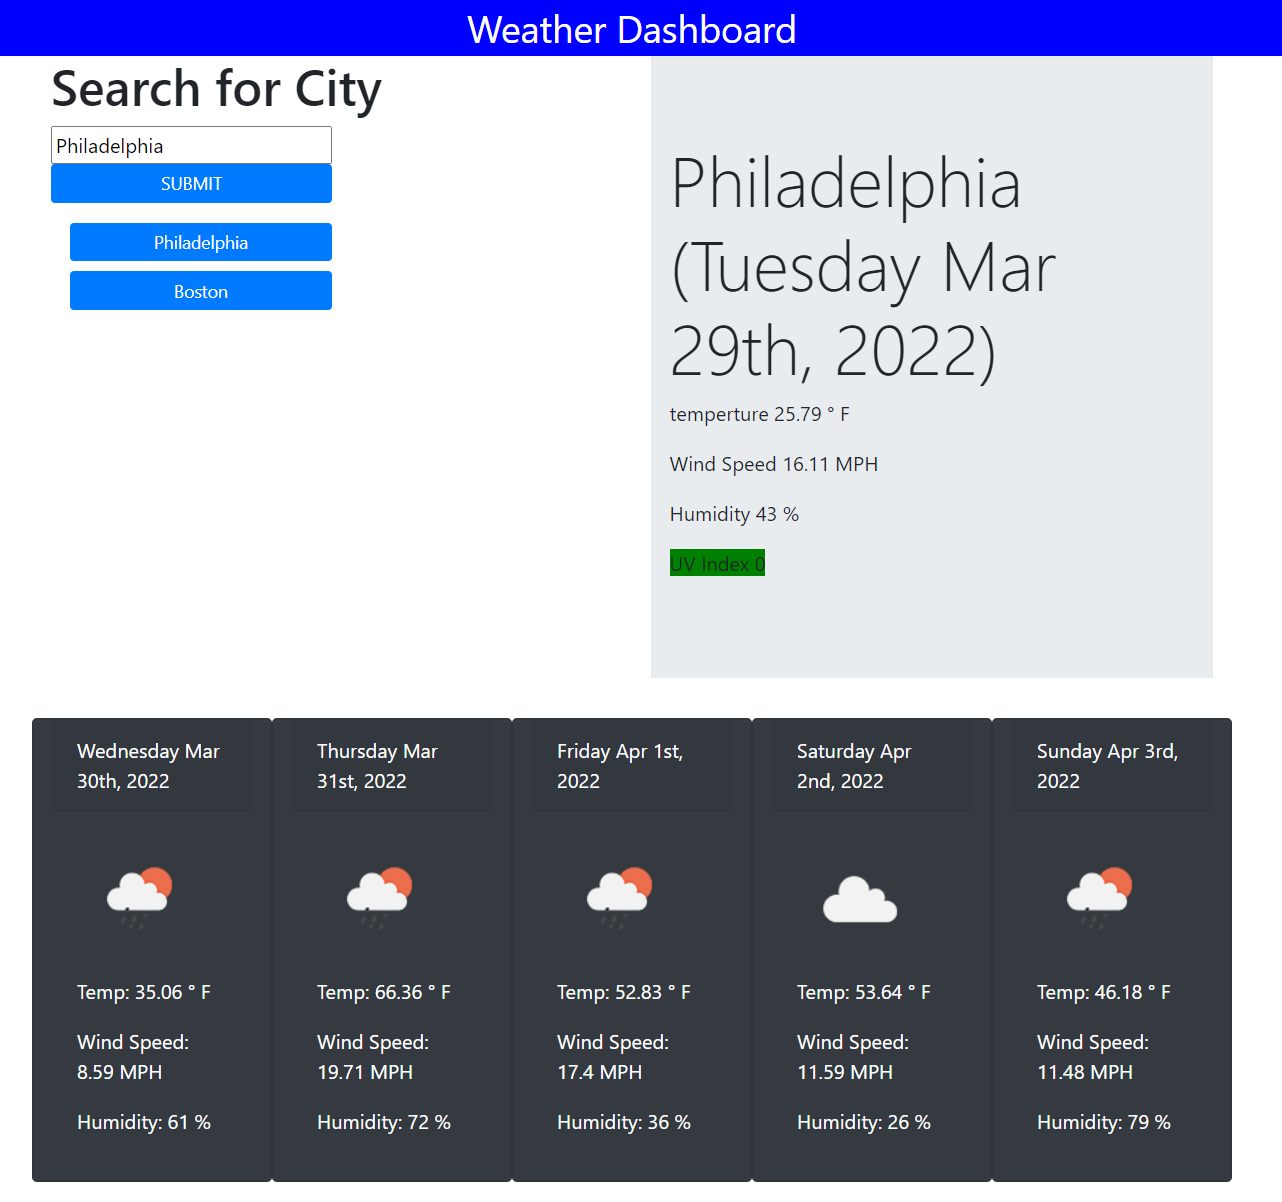 Weather Dashboard
Search for City
Philadelphia
SUBMIT
Philadelphia
Boston
Philadelphia
(Tuesday Mar
29th, 2022)
temperture 25.79 ° F
Wind Speed 16.11 MPH
Humidity 43 %
UV Index 0
Wednesday Mar
30th, 2022
Temp: 35.06 ° F
Wind Speed:
8.59 MPH
Humidity: 61 %
Thursday Mar
31st, 2022
Temp: 66.36 ° F
Wind Speed:
19.71 MPH
Humidity: 72 %
Friday Apr 1st,
2022
Temp: 52.83 ° F
Wind Speed:
17.4 MPH
Humidity: 36 %
Saturday Apr
2nd, 2022
Temp: 53.64 ° F
Wind Speed:
11.59 MPH
Humidity: 26 %
Sunday Apr 3rd,
2022
Temp: 46.18 ° F
Wind Speed:
11.48 MPH
Humidity: 79 %